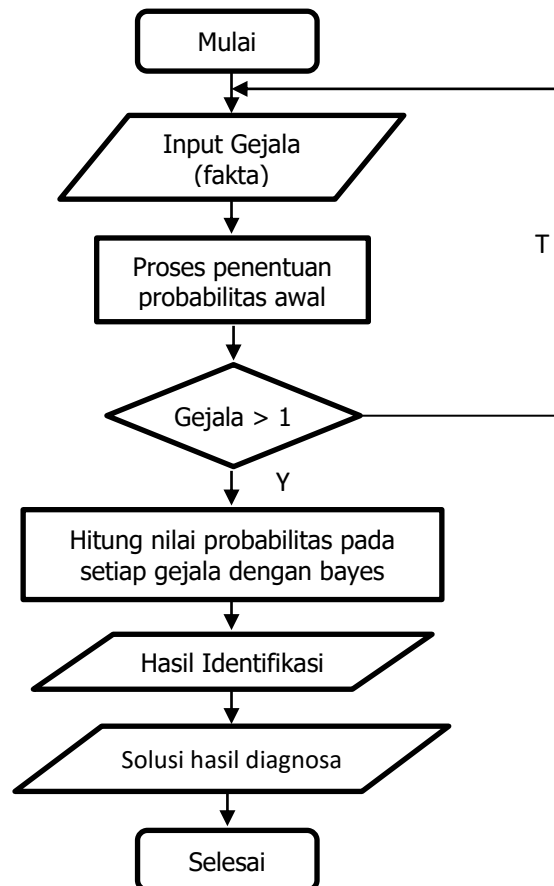 Mulai
Input Gejala
(fakta)
Proses penentuan
probabilitas awal
T
Gejala > 1
Y
Hitung nilai probabilitas pada
setiap gejala dengan bayes
Hasil Identifikasi
Solusi hasil diagnosa
Selesai